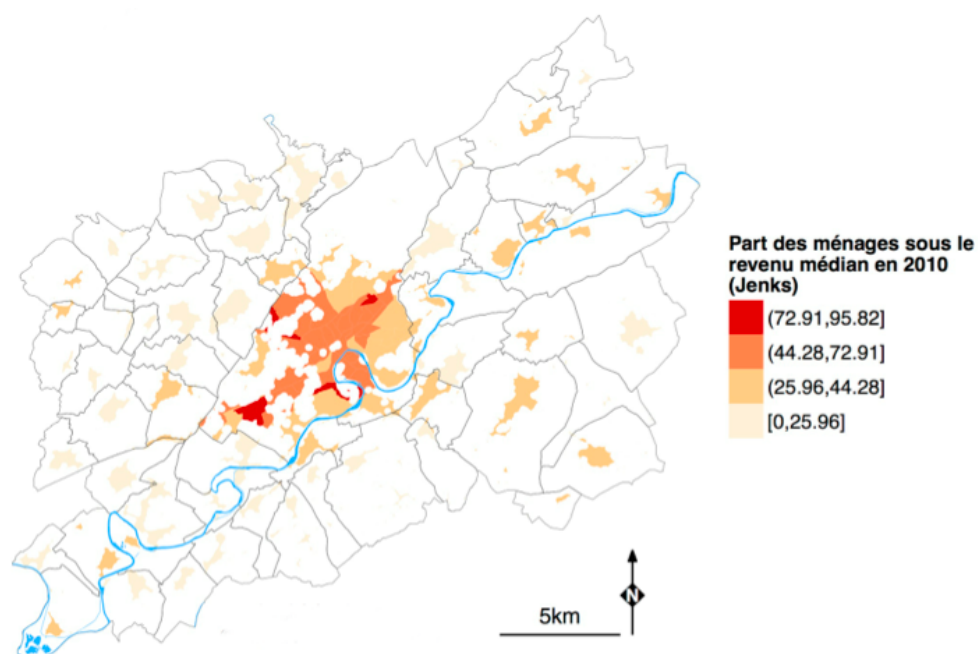 Part des ménages sous le
revenu médian en 2010
(Jenks)
(72.91,95.82]
(44.28,72.91]
(25.96,44.28]
[0,25.96]
5km
N